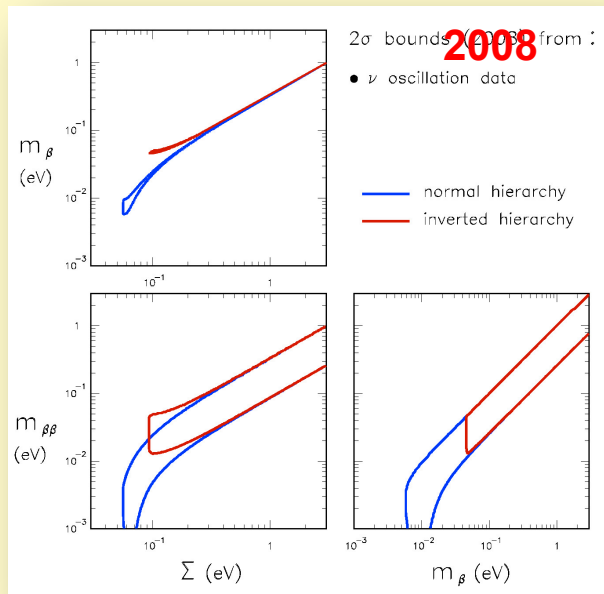 2σ bounds (2008) from
2008
● ν oscillation data
normal hierarchy
inverted hierarchy
1
10⁻¹
10⁻²
10⁻³
m_β
(eV)
10⁻¹
1
1
10⁻¹
10⁻²
10⁻³
m_ββ
(eV)
10⁻¹
1
Σ (eV)
10⁻³
10⁻²
10⁻¹
1
m_β (eV)